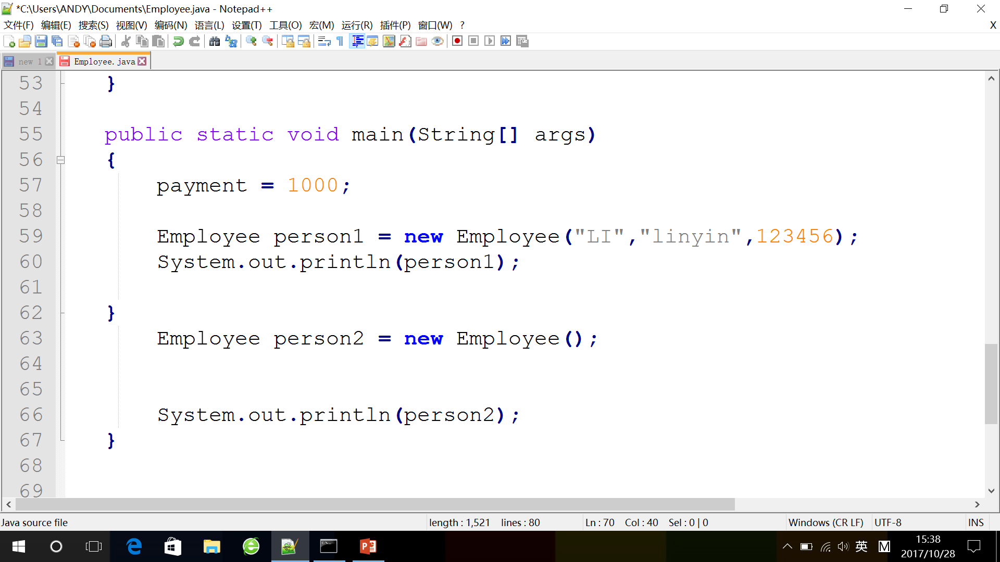 *C:\Users\ANDY\Documents\Employee.java - Notepad++
文件(F) 编辑(E) 搜索(S) 视图(V) 编码(N) 语言(L) 设置(T) 工具(O) 宏(M) 运行(R) 插件(P) 窗口(W) ? X
new 1 Employee.java
53 }
54
55 public static void main(String[] args)
56 {
57 payment = 1000;
58
59 Employee person1 = new Employee("LI","linyin",123456);
60 System.out.println(person1);
61
62 }
63 Employee person2 = new Employee();
64
65
66 System.out.println(person2);
67 }
68
69
Java source file length : 1,521 lines : 80 Ln : 70 Col : 40 Sel : 0 | 0 Windows (CR LF) UTF-8 INS
英 M 15:38
2017/10/28